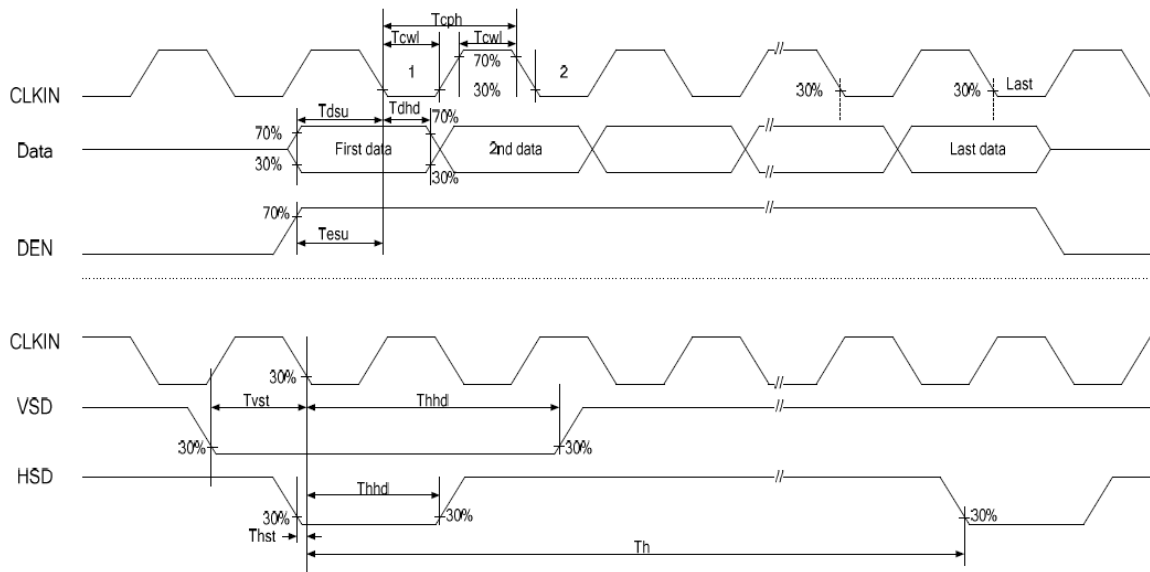 Tcph
Tcwl
Tcwl
CLKIN
1
70%
30%
2
30%
30%
Last
Tdsu
Tdhd
70%
Data
70%
30%
First data
2nd data
Last data
30%
DEN
70%
Tesu
CLKIN
30%
VSD
Tvst
Thhd
30%
30%
HSD
Thhd
30%
30%
30%
Thst
Th